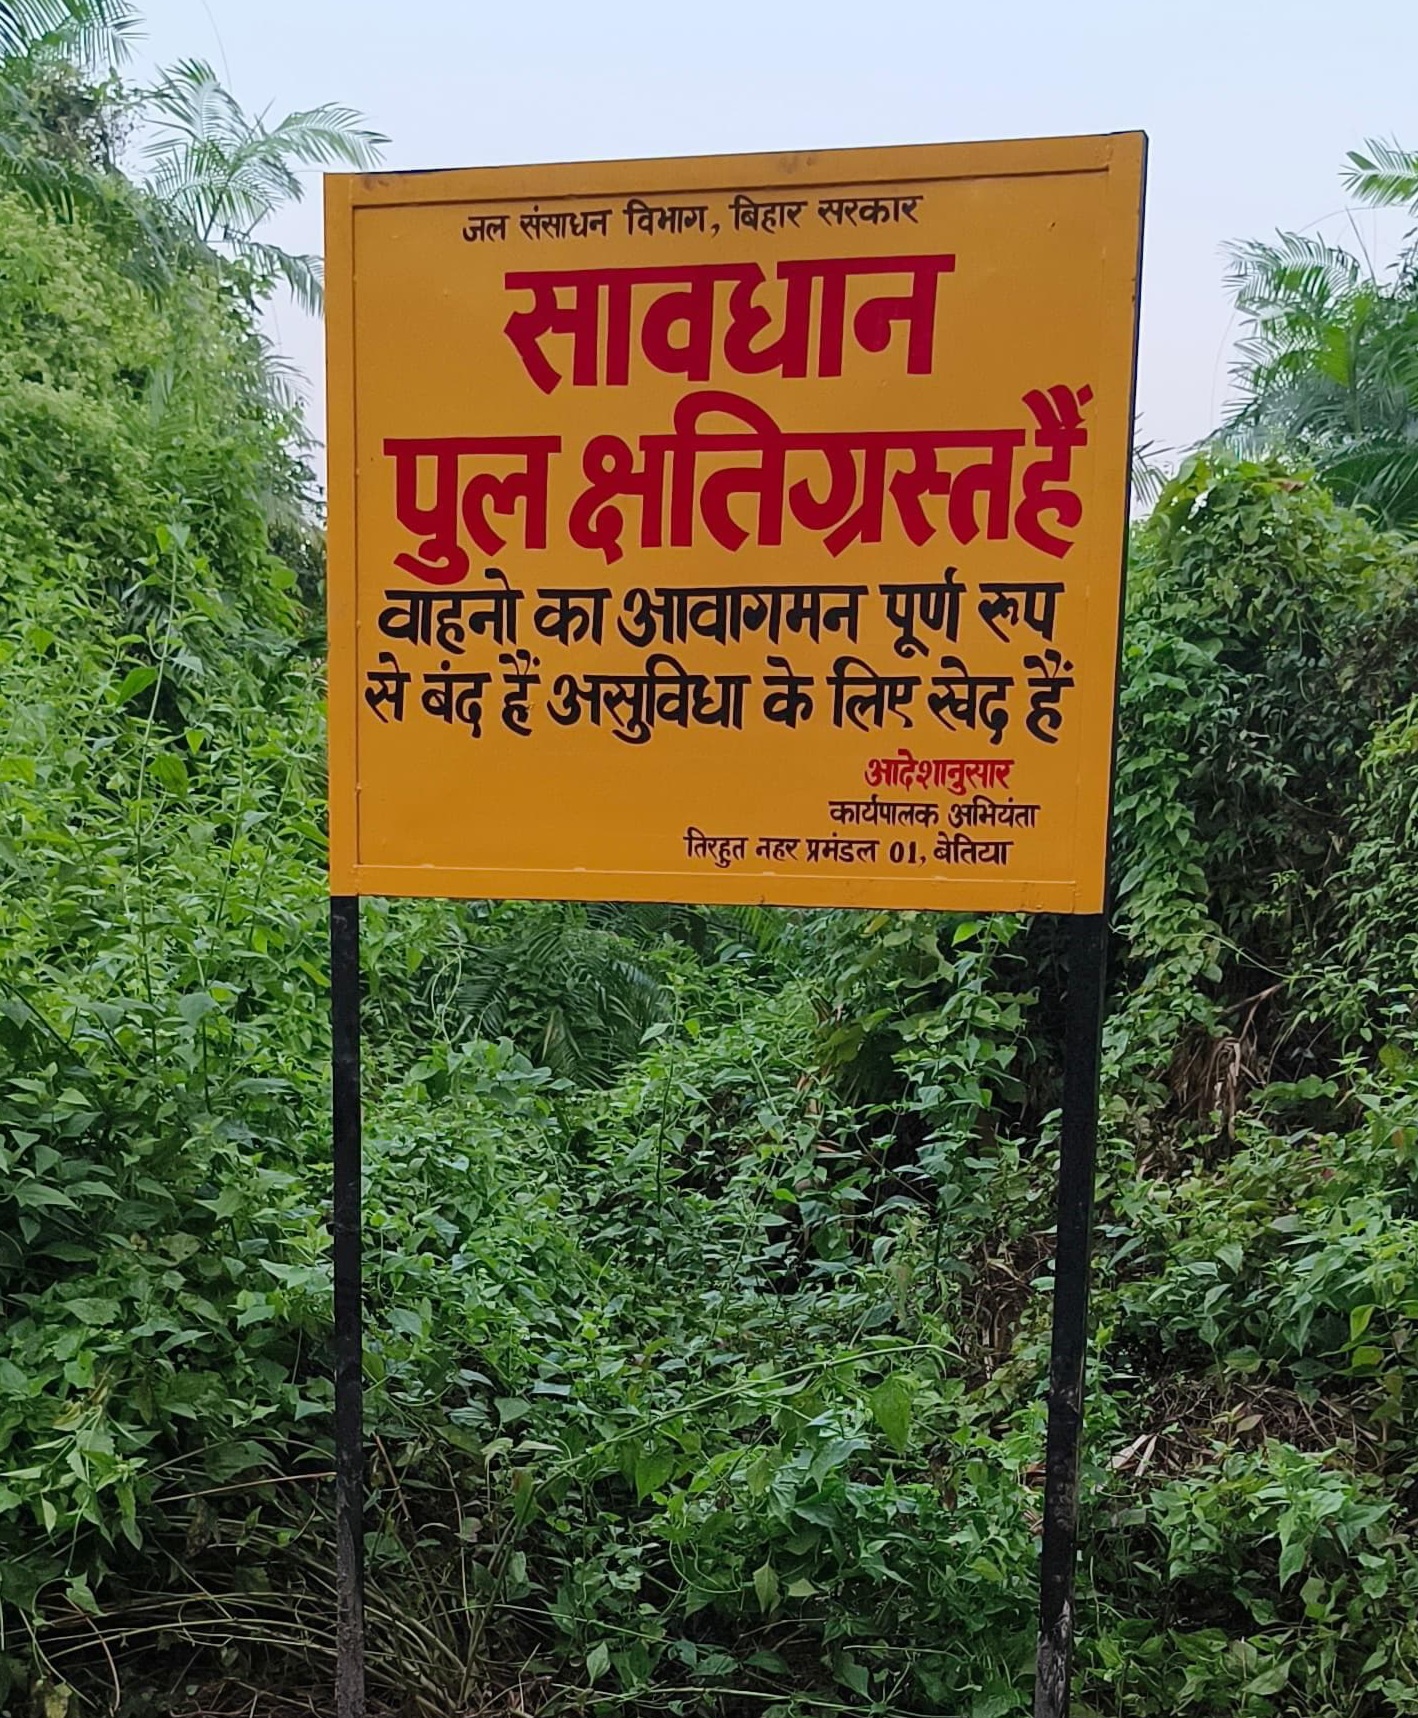 जल संसाधन विभाग, बिहार सरकार
सावधान
पुल क्षतिग्रस्त हैं
वाहनो का आवागमन पूर्ण रूप
से बंद हैं असुविधा के लिए खेद हैं
आदेशानुसार
कार्यपालक अभियंता
तिरहुत नहर प्रमंडल 01, बेतिया